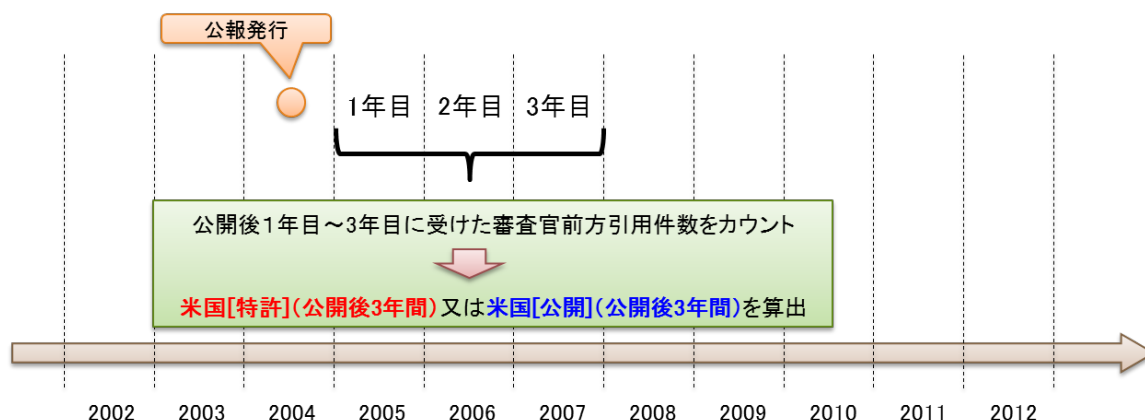 公報発行
1年目 2年目 3年目
公開後１年目～３年目に受けた審査官前方引用件数をカウント
米国[特許](公開後3年間)又は米国[公開](公開後3年間)を算出
2002 2003 2004 2005 2006 2007 2008 2009 2010 2011 2012